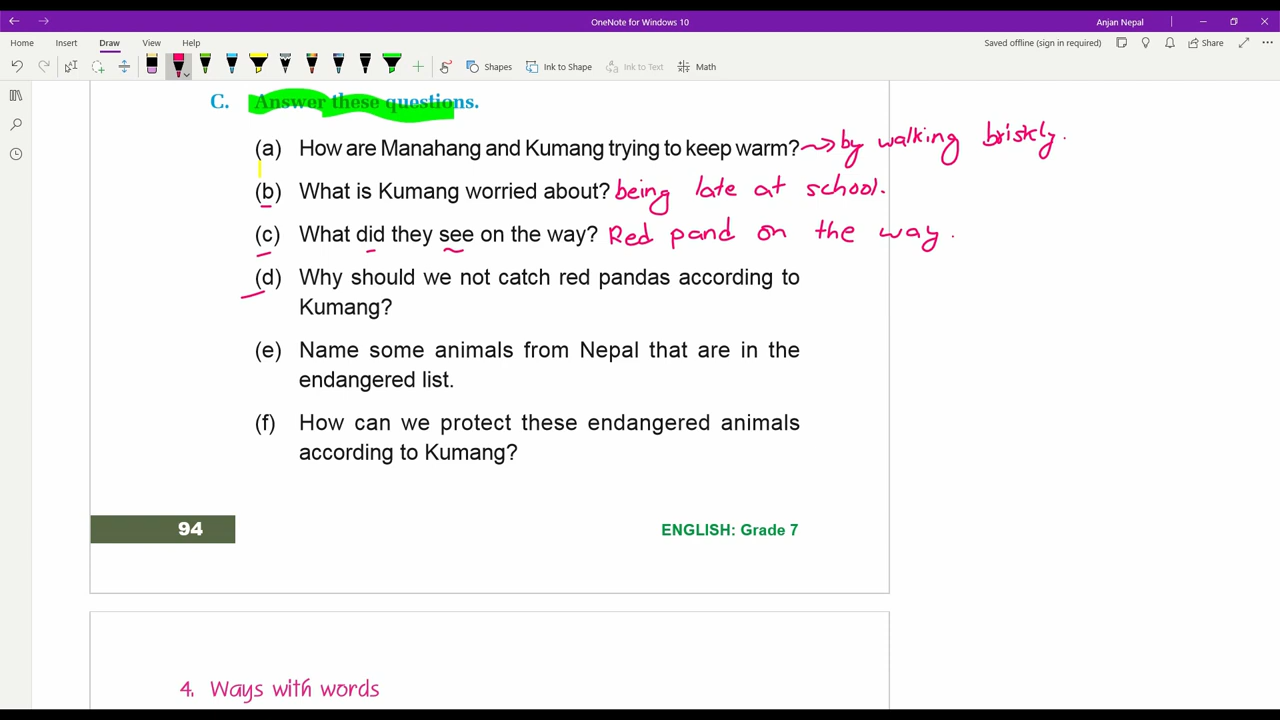 OneNote for Windows 10
Anjan Nepal
Home Insert Draw View Help
Saved offline (sign in required)
Share
Shapes
Ink to Shape
Ink to Text
Math
C. Answer these questions.
(a) How are Manahang and Kumang trying to keep warm? by walking briskly.
(b) What is Kumang worried about? being late at school.
(c) What did they see on the way? Red pand on the way.
(d) Why should we not catch red pandas according to
Kumang?
(e) Name some animals from Nepal that are in the
endangered list.
(f) How can we protect these endangered animals
according to Kumang?
94
ENGLISH: Grade 7
4. Ways with words